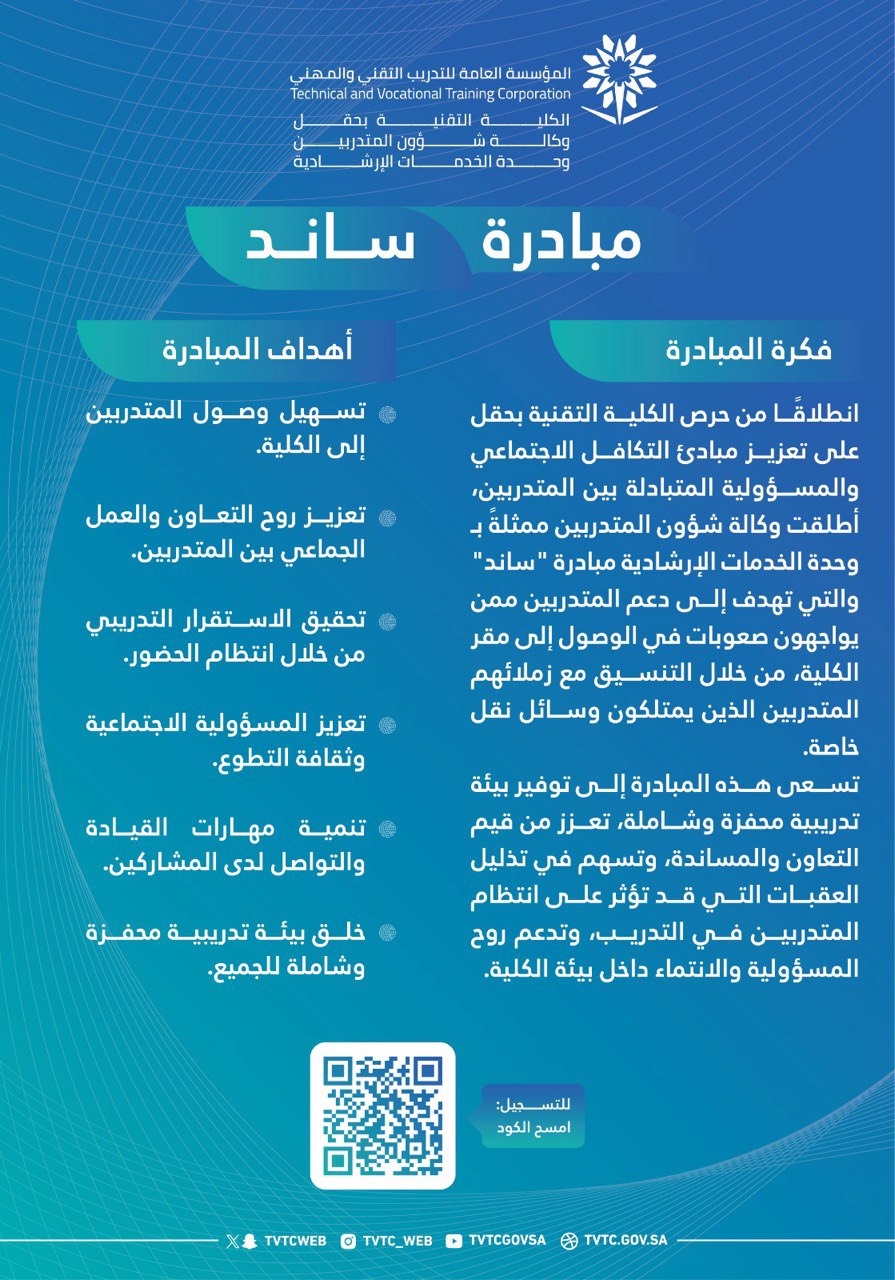 المؤسسة العامة للتدريب التقني والمهني
Technical and Vocational Training Corporation
الكلية التقنية بحقل
وكالة شؤون المتدربين
وحدة الخدمات الإرشادية
مبادرة ساند
فكرة المبادرة
انطلاقًا من حرص الكلية التقنية بحقل
على تعزيز مبادئ التكافل الاجتماعي
والمسؤولية المتبادلة بين المتدربين،
أطلقت وكالة شؤون المتدربين ممثلةً بـ
وحدة الخدمات الإرشادية مبادرة "ساند"
والتي تهدف إلى دعم المتدربين ممن
يواجهون صعوبات في الوصول إلى مقر
الكلية، من خلال التنسيق مع زملائهم
المتدربين الذين يمتلكون وسائل نقل
خاصة.
تسعى هذه المبادرة إلى توفير بيئة
تدريبية محفزة وشاملة، تعزز من قيم
التعاون والمساندة، وتسهم في تذليل
العقبات التي قد تؤثر على انتظام
المتدربين في التدريب، وتدعم روح
المسؤولية والانتماء داخل بيئة الكلية.
أهداف المبادرة
تسهيل وصول المتدربين
إلى الكلية.
تعزيز روح التعاون والعمل
الجماعي بين المتدربين.
تحقيق الاستقرار التدريبي
من خلال انتظام الحضور.
تعزيز المسؤولية الاجتماعية
وثقافة التطوع.
تنمية مهارات القيادة
والتواصل لدى المشاركين.
خلق بيئة تدريبية محفزة
وشاملة للجميع.
للتسجيل:
امسح الكود
TVTCWEB TVTC_WEB TVTCGOVSA TVTC.GOV.SA